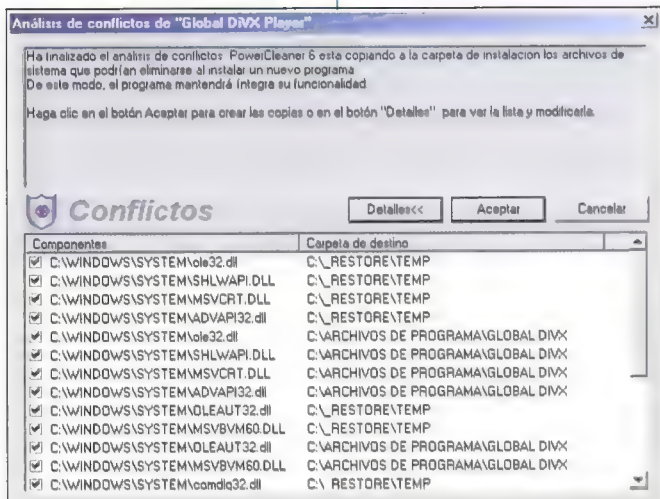 Análisis de conflictos de "Global DiVX Player"
Ha finalizado el análisis de conflictos. PowerCleaner 6 está copiando a la carpeta de instalación los archivos de
sistema que podrían eliminarse al instalar un nuevo programa
De este modo, el programa mantendrá íntegra su funcionalidad
Haga clic en el botón Aceptar para crear las copias o en el botón "Detalles" para ver la lista y modificarla.
Conflictos
Detalles<< Aceptar Cancelar
Componentes Carpeta de destino
C:\WINDOWS\SYSTEM\ole32.dll C:\_RESTORE\TEMP
C:\WINDOWS\SYSTEM\SHLWAPI.DLL C:\_RESTORE\TEMP
C:\WINDOWS\SYSTEM\MSVCRT.DLL C:\_RESTORE\TEMP
C:\WINDOWS\SYSTEM\ADVAPI32.dll C:\_RESTORE\TEMP
C:\WINDOWS\SYSTEM\ole32.dll C:\ARCHIVOS DE PROGRAMA\GLOBAL DIVX
C:\WINDOWS\SYSTEM\SHLWAPI.DLL C:\ARCHIVOS DE PROGRAMA\GLOBAL DIVX
C:\WINDOWS\SYSTEM\MSVCRT.DLL C:\ARCHIVOS DE PROGRAMA\GLOBAL DIVX
C:\WINDOWS\SYSTEM\ADVAPI32.dll C:\ARCHIVOS DE PROGRAMA\GLOBAL DIVX
C:\WINDOWS\SYSTEM\OLEAUT32.dll C:\_RESTORE\TEMP
C:\WINDOWS\SYSTEM\MSVBVM60.DLL C:\_RESTORE\TEMP
C:\WINDOWS\SYSTEM\OLEAUT32.dll C:\ARCHIVOS DE PROGRAMA\GLOBAL DIVX
C:\WINDOWS\SYSTEM\MSVBVM60.DLL C:\ARCHIVOS DE PROGRAMA\GLOBAL DIVX
C:\WINDOWS\SYSTEM\comdlg32.dll C:\_RESTORE\TEMP